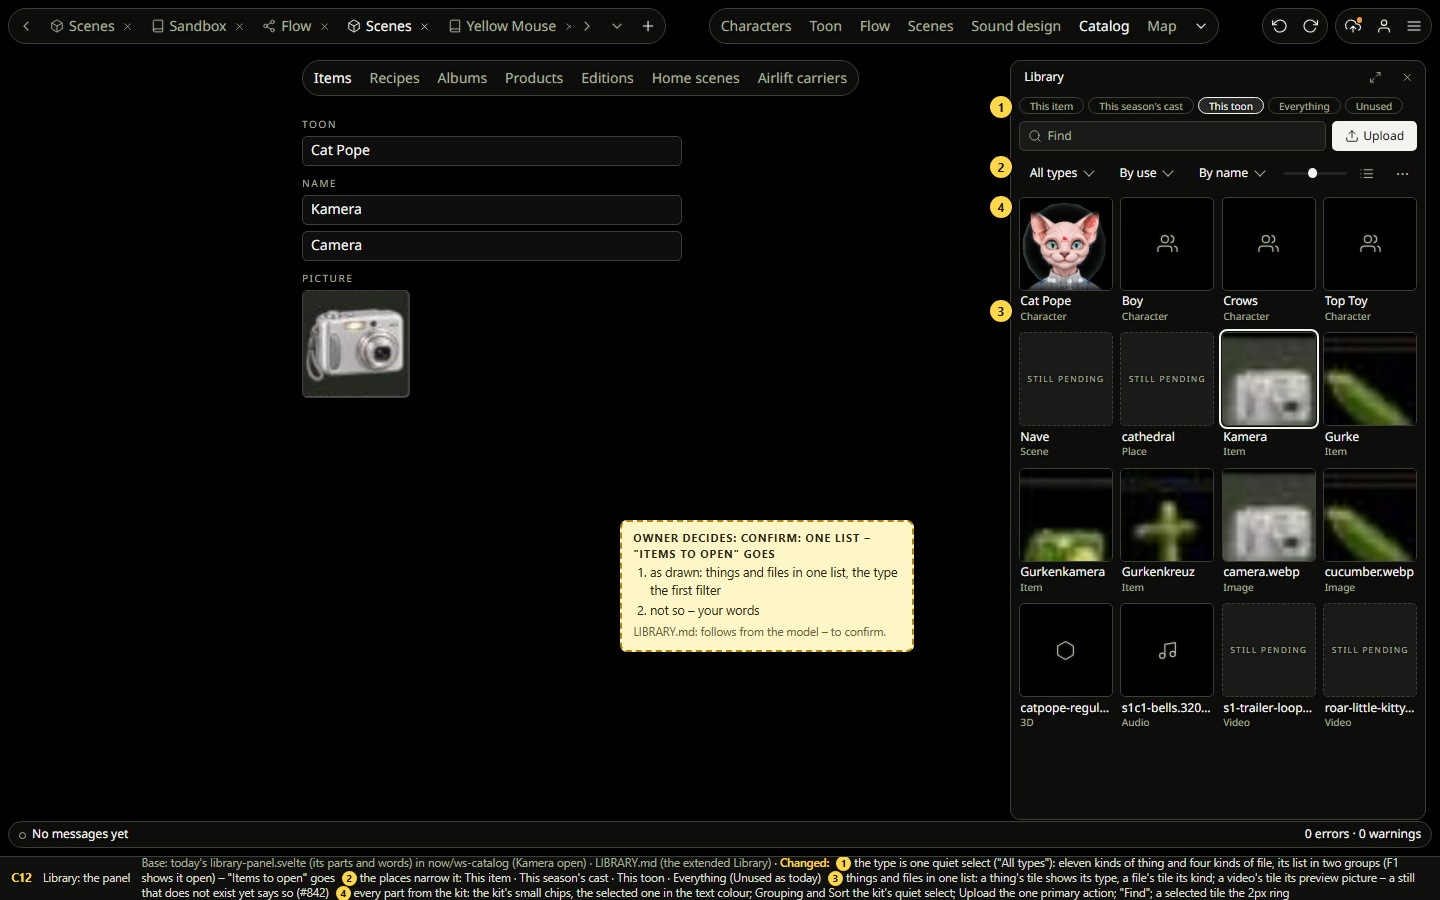 Scenes
Sandbox
Flow
Scenes
Yellow Mouse
Characters Toon Flow Scenes Sound design Catalog Map
Items Recipes Albums Products Editions Home scenes Airlift carriers
TOON
Cat Pope
NAME
Kamera
Camera
PICTURE
Library
1
This item This season's cast This toon Everything Unused
Find
Upload
2
All types By use By name
4
Cat Pope Boy Crows Top Toy
3
Character Character Character Character
STILL PENDING STILL PENDING
Nave cathedral Kamera Gurke
Scene Place Item Item
Gurkenkamera Gurkenkreuz camera.webp cucumber.webp
Item Item Image Image
STILL PENDING STILL PENDING
catpope-regul... s1c1-bells.320... s1-trailer-loop... roar-little-kitty...
3D Audio Video Video
OWNER DECIDES: CONFIRM: ONE LIST –
"ITEMS TO OPEN" GOES
1. as drawn: things and files in one list, the type
the first filter
2. not so – your words
LIBRARY.md: follows from the model – to confirm.
No messages yet
0 errors · 0 warnings
C12 Library: the panel
Base: today's library-panel.svelte (its parts and words) in now/ws-catalog (Kamera open) · LIBRARY.md (the extended Library) · Changed: 1 the type is one quiet select ("All types"): eleven kinds of thing and four kinds of file, its list in two groups (F1
shows it open) – "Items to open" goes 2 the places narrow it: This item · This season's cast · This toon · Everything (Unused as today) 3 things and files in one list: a thing's tile shows its type, a file's tile its kind; a video's tile its preview picture – a still
that does not exist yet says so (#842) 4 every part from the kit: the kit's small chips, the selected one in the text colour; Grouping and Sort the kit's quiet select; Upload the one primary action; "Find"; a selected tile the 2px ring